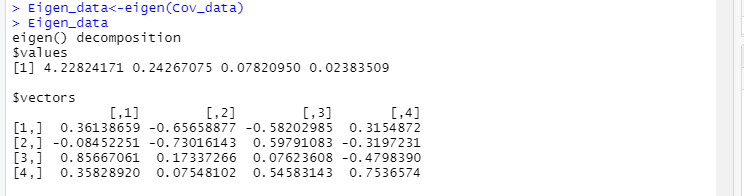 > Eigen_data<-eigen(Cov_data)
> Eigen_data
eigen() decomposition
$values
[1] 4.22824171 0.24267075 0.07820950 0.02383509

$vectors
            [,1]        [,2]        [,3]       [,4]
[1,]  0.36138659 -0.65658877 -0.58202985  0.3154872
[2,] -0.08452251 -0.73016143  0.59791083 -0.3197231
[3,]  0.85667061  0.17337266  0.07623608 -0.4798390
[4,]  0.35828920  0.07548102  0.54583143  0.7536574